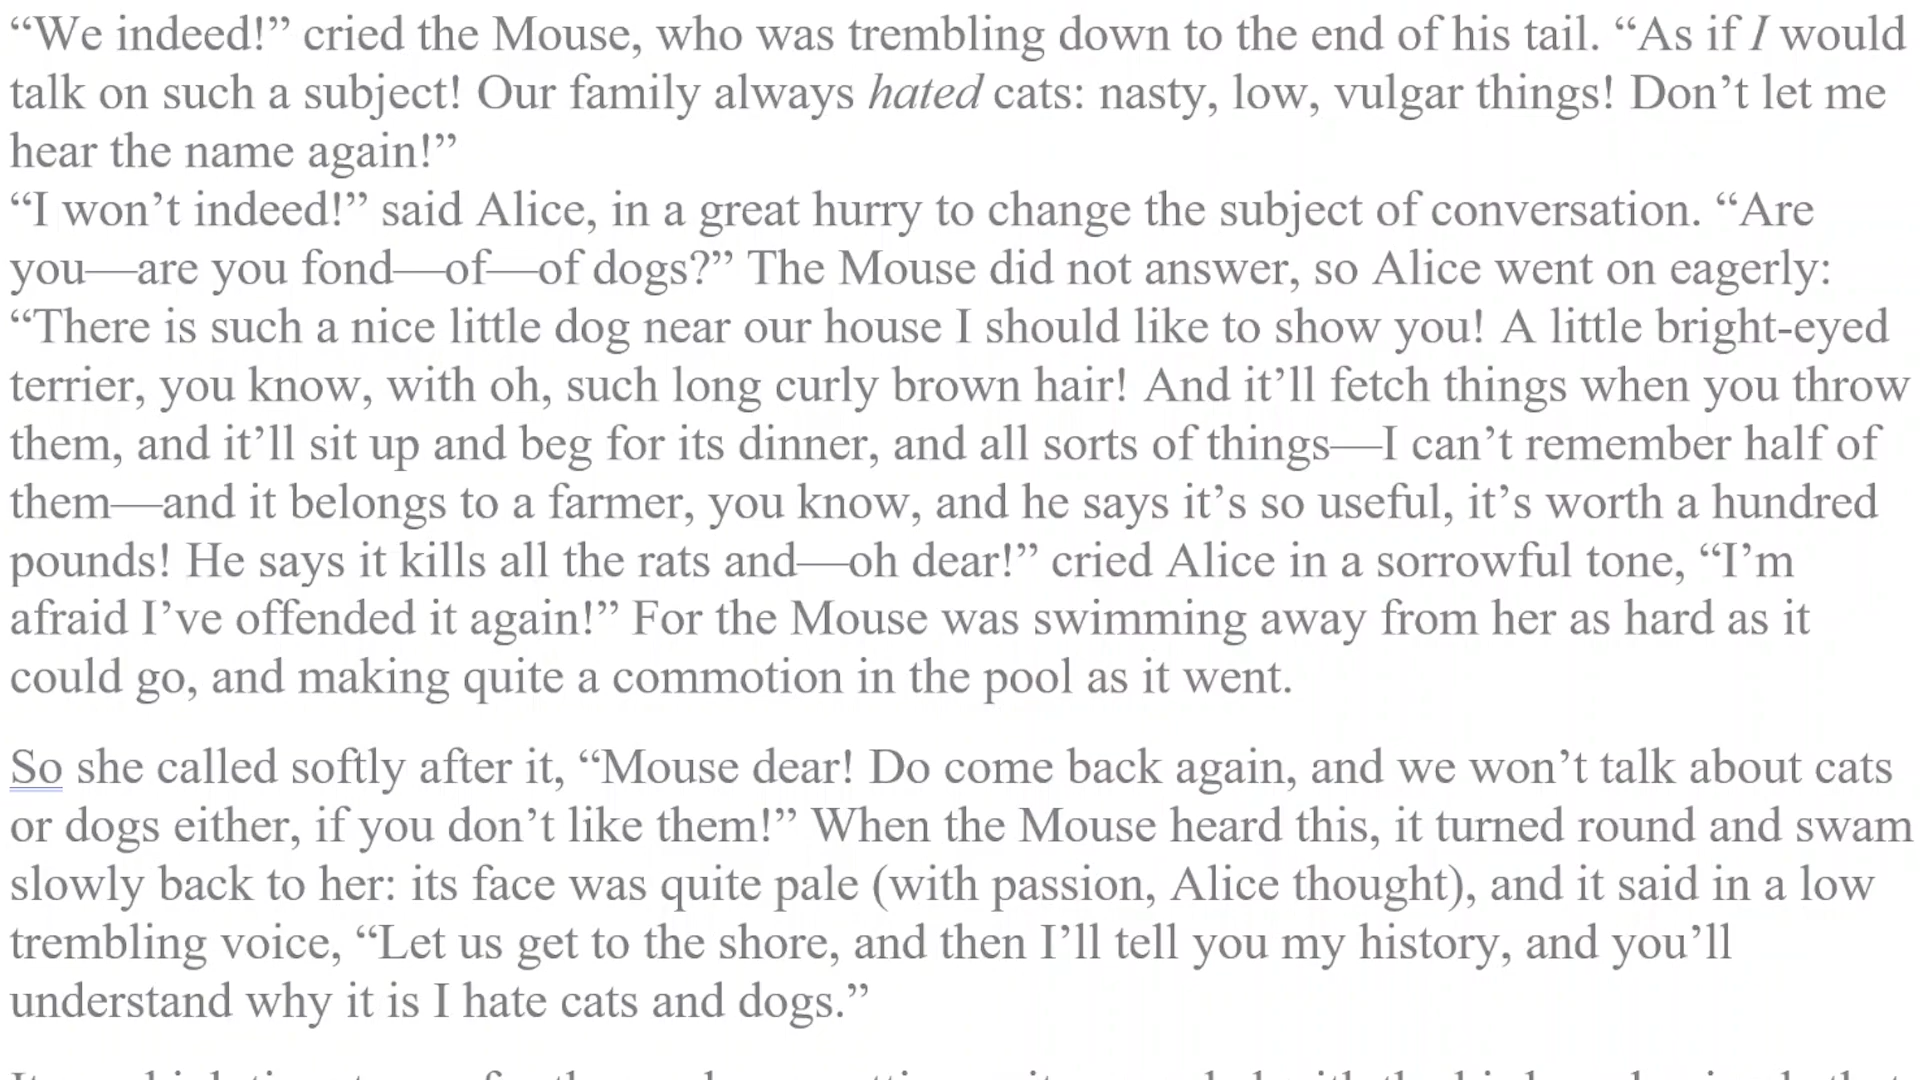 “We indeed!” cried the Mouse, who was trembling down to the end of his tail. “As if I would
talk on such a subject! Our family always hated cats: nasty, low, vulgar things! Don’t let me
hear the name again!”
“I won’t indeed!” said Alice, in a great hurry to change the subject of conversation. “Are
you—are you fond—of—of dogs?” The Mouse did not answer, so Alice went on eagerly:
“There is such a nice little dog near our house I should like to show you! A little bright-eyed
terrier, you know, with oh, such long curly brown hair! And it’ll fetch things when you throw
them, and it’ll sit up and beg for its dinner, and all sorts of things—I can’t remember half of
them—and it belongs to a farmer, you know, and he says it’s so useful, it’s worth a hundred
pounds! He says it kills all the rats and—oh dear!” cried Alice in a sorrowful tone, “I’m
afraid I’ve offended it again!” For the Mouse was swimming away from her as hard as it
could go, and making quite a commotion in the pool as it went.
So she called softly after it, “Mouse dear! Do come back again, and we won’t talk about cats
or dogs either, if you don’t like them!” When the Mouse heard this, it turned round and swam
slowly back to her: its face was quite pale (with passion, Alice thought), and it said in a low
trembling voice, “Let us get to the shore, and then I’ll tell you my history, and you’ll
understand why it is I hate cats and dogs.”